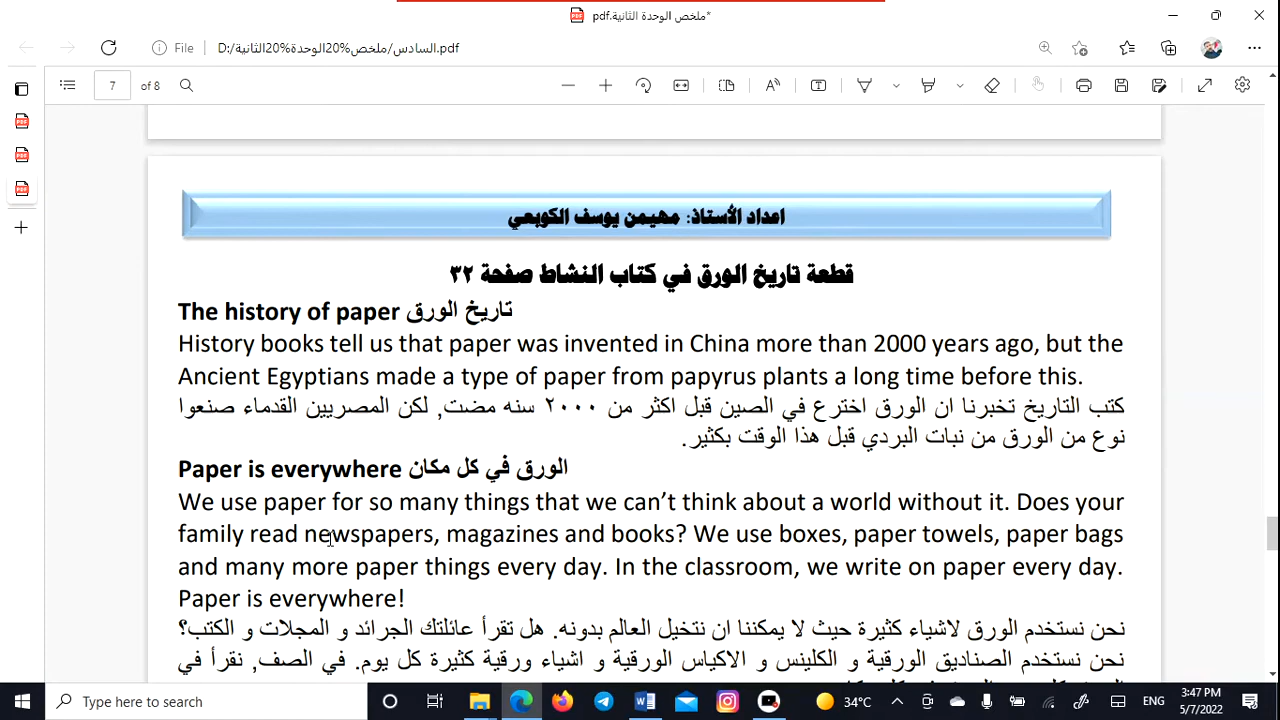 *ملخص الوحدة الثانية.pdf
File
D:/السادس/ملخص%20الوحدة%20الثانية.pdf
7 of 8
اعداد الأستاذ: مهيمن يوسف الكوبعي
قطعة تاريخ الورق في كتاب النشاط صفحة ٣٢
The history of paper تاريخ الورق
History books tell us that paper was invented in China more than 2000 years ago, but the
Ancient Egyptians made a type of paper from papyrus plants a long time before this.
كتب التاريخ تخبرنا ان الورق اخترع في الصين قبل اكثر من ٢٠٠٠ سنه مضت, لكن المصريين القدماء صنعوا
نوع من الورق من نبات البردي قبل هذا الوقت بكثير.
Paper is everywhere الورق في كل مكان
We use paper for so many things that we can’t think about a world without it. Does your
family read newspapers, magazines and books? We use boxes, paper towels, paper bags
and many more paper things every day. In the classroom, we write on paper every day.
Paper is everywhere!
نحن نستخدم الورق لاشياء كثيرة حيث لا يمكننا ان نتخيل العالم بدونه. هل تقرأ عائلتك الجرائد و المجلات و الكتب؟
نحن نستخدم الصناديق الورقية و الكلينس و الاكياس الورقية و اشياء ورقية كثيرة كل يوم. في الصف, نقرأ في
Type here to search
34°C
ENG
3:47 PM
5/7/2022